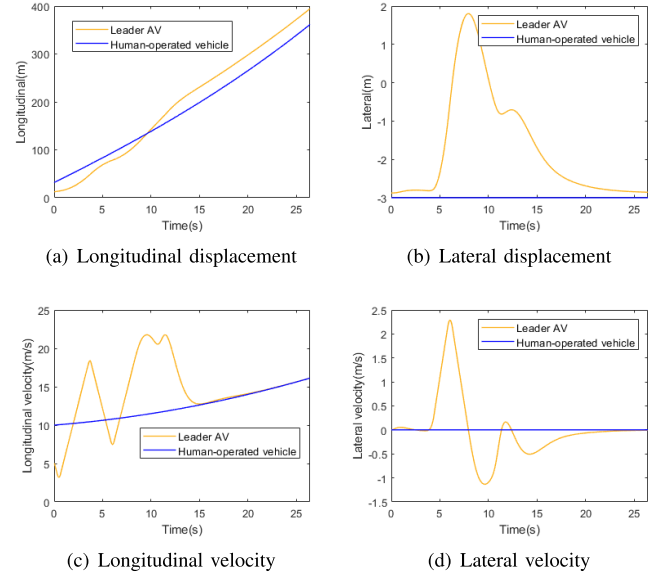 400
300
200
100
0
Longitudinal(m)
Leader AV
Human-operated vehicle
0 5 10 15 20 25
Time(s)
(a) Longitudinal displacement
2
1
0
-1
-2
-3
Lateral(m)
Leader AV
Human-operated vehicle
0 5 10 15 20 25
Time(s)
(b) Lateral displacement
25
20
15
10
5
0
Longitudinal velocity(m/s)
Leader AV
Human-operated vehicle
0 5 10 15 20 25
Time(s)
(c) Longitudinal velocity
2.5
2
1.5
1
0.5
0
-0.5
-1
-1.5
Lateral velocity(m/s)
Leader AV
Human-operated vehicle
0 5 10 15 20 25
Time(s)
(d) Lateral velocity